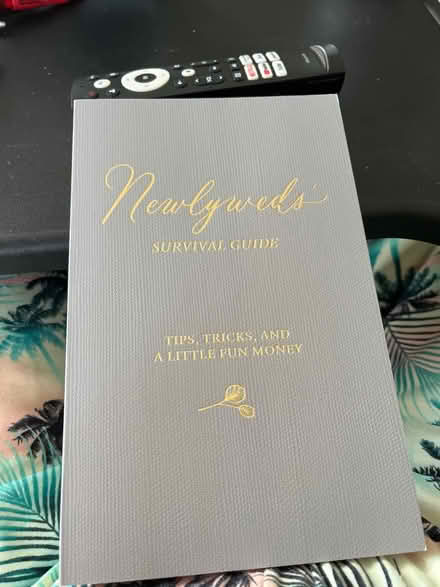 Newlyweds'
SURVIVAL GUIDE
TIPS, TRICKS, AND
A LITTLE FUN MONEY